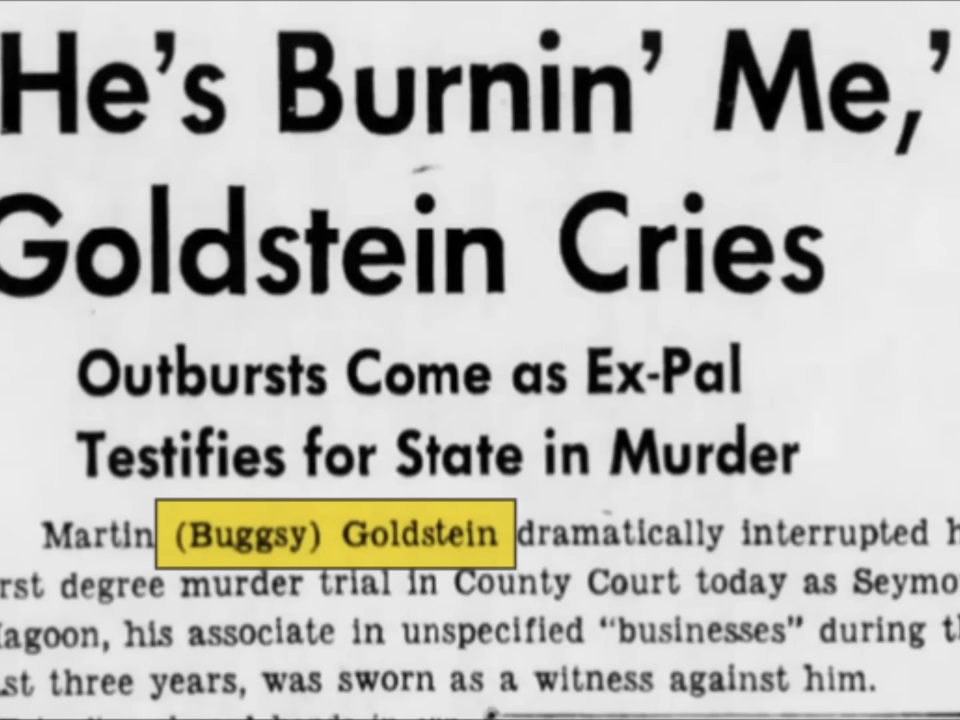 He's Burnin' Me,'
Goldstein Cries
Outbursts Come as Ex-Pal
Testifies for State in Murder
Martin (Buggsy) Goldstein dramatically interrupted
degree murder trial in County Court today as
his associate in unspecified "businesses" during
three years, was sworn as a witness against him.